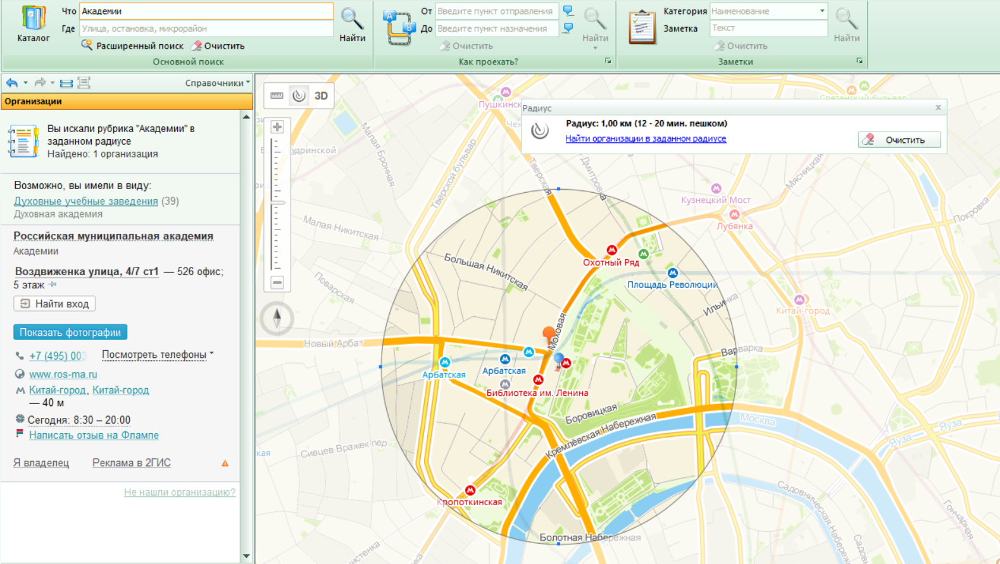 Что Академии
Где Улица, остановка, микрорайон
Каталог
Расширенный поиск Очистить
Найти
Основной поиск
От Введите пункт отправления
До Введите пункт назначения
Очистить
Найти
Как проехать?
Категория Наименование
Заметка Текст
Очистить
Найти
Заметки
Справочники
Организации
Вы искали рубрика "Академии" в
заданном радиусе
Найдено: 1 организация
Возможно, вы имели в виду:
Духовные учебные заведения (39)
Духовная академия
Российская муниципальная академия
Академии
Воздвиженка улица, 4/7 ст1 — 526 офис;
5 этаж
Найти вход
Показать фотографии
+7 (495) 003 Посмотреть телефоны
www.ros-ma.ru
Китай-город, Китай-город
— 40 м
Сегодня: 8:30 – 20:00
Написать отзыв на Флампе
Я владелец Реклама в 2ГИС
Не нашли организацию?
3D
Радиус
Радиус: 1,00 км (12 - 20 мин. пешком)
Найти организации в заданном радиусе
Очистить
Пушкинск
Сретенский бульвар
Чех
удринской
Малая Бронная
Тверской бульвар
Тверская
Дмитровка
Мясницкая
Кузнецкий Мост
Лубянка
Покровка
Малая Никитская
Большая Никитская
Охотный Ряд
Площадь Революции
Поварская
Ильинка
Китай-город
Моховая
Новый Арбат
Варварка
Арбатская
Арбатская
Библиотека им. Ленина
Боровицкая
Кремлёвская Набережная
Москва
Яуза
Яуза
Сивцев Вражек пер
ская
Кропоткинская
Садовническая Набереж
Гончарная
Болотная Набережная
Садов
истенка